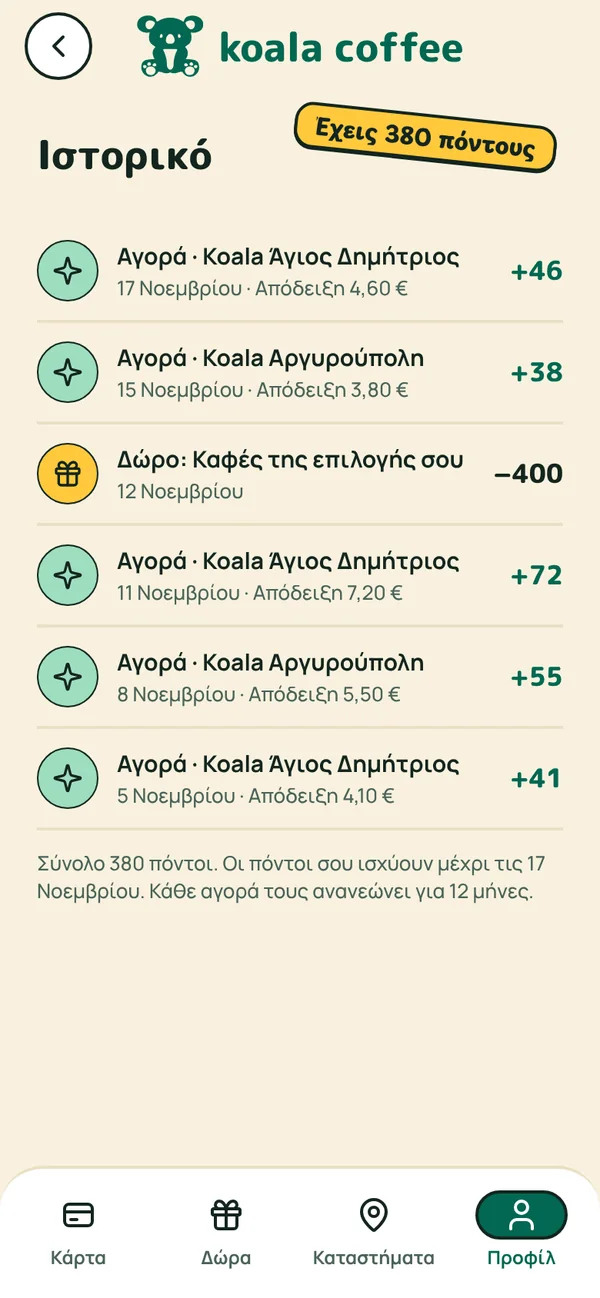 koala coffee
Έχεις 380 πόντους
Ιστορικό
Αγορά · Koala Άγιος Δημήτριος
17 Νοεμβρίου · Απόδειξη 4,60 €
+46
Αγορά · Koala Αργυρούπολη
15 Νοεμβρίου · Απόδειξη 3,80 €
+38
Δώρο: Καφές της επιλογής σου
12 Νοεμβρίου
−400
Αγορά · Koala Άγιος Δημήτριος
11 Νοεμβρίου · Απόδειξη 7,20 €
+72
Αγορά · Koala Αργυρούπολη
8 Νοεμβρίου · Απόδειξη 5,50 €
+55
Αγορά · Koala Άγιος Δημήτριος
5 Νοεμβρίου · Απόδειξη 4,10 €
+41
Σύνολο 380 πόντοι. Οι πόντοι σου ισχύουν μέχρι τις 17
Νοεμβρίου. Κάθε αγορά τους ανανεώνει για 12 μήνες.
Κάρτα
Δώρα
Καταστήματα
Προφίλ